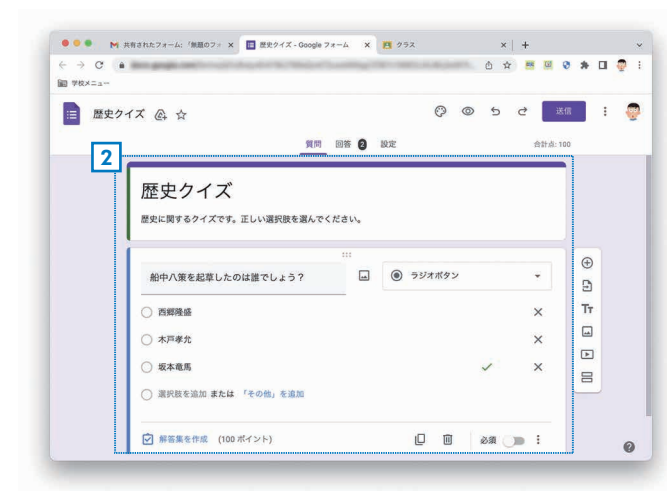 共有されたフォーム:「無題のフォ
歴史クイズ - Google フォーム
クラス
学校メニュー
歴史クイズ
送信
質問 回答 2 設定
合計点: 100
2
歴史クイズ
歴史に関するクイズです。正しい選択肢を選んでください。
船中八策を起草したのは誰でしょう?
ラジオボタン
西郷隆盛
木戸孝允
坂本竜馬
選択肢を追加 または 「その他」を追加
Tт
解答集を作成 (100 ポイント)
必須